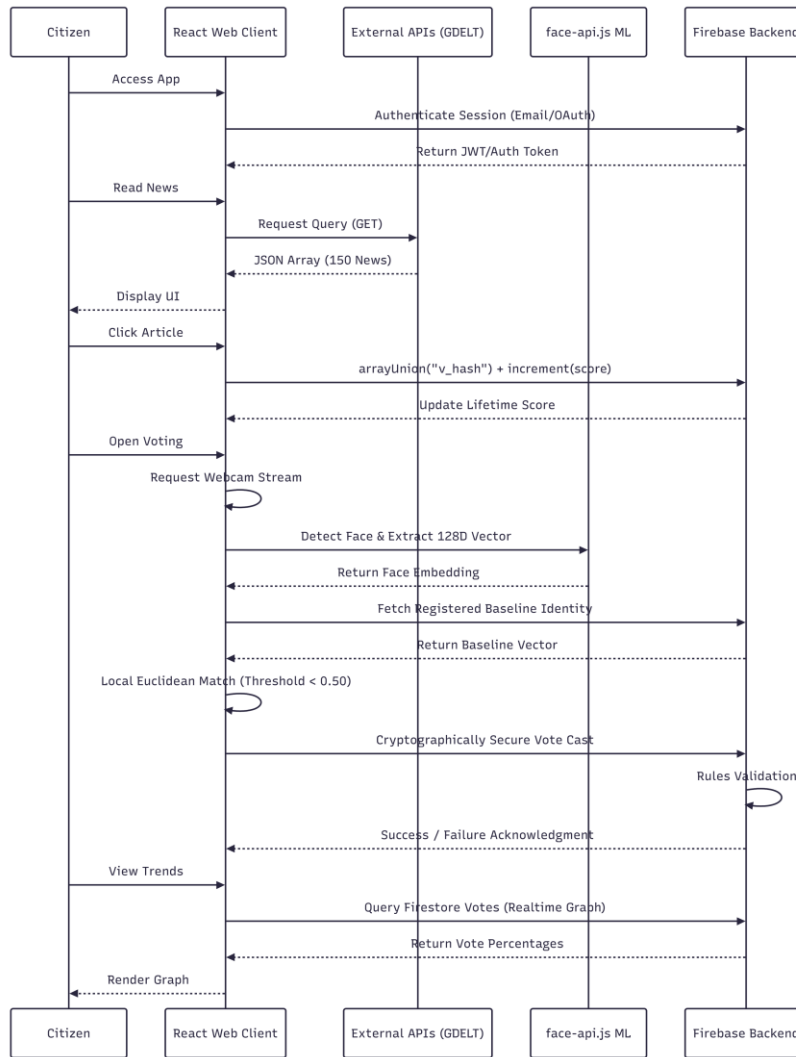 Citizen
React Web Client
External APIs (GDELT)
face-api.js ML
Firebase Backend
Access App
Authenticate Session (Email/OAuth)
Return JWT/Auth Token
Read News
Request Query (GET)
JSON Array (150 News)
Display UI
Click Article
arrayUnion("v_hash") + increment(score)
Update Lifetime Score
Open Voting
Request Webcam Stream
Detect Face & Extract 128D Vector
Return Face Embedding
Fetch Registered Baseline Identity
Return Baseline Vector
Local Euclidean Match (Threshold < 0.50)
Cryptographically Secure Vote Cast
Rules Validation
Success / Failure Acknowledgment
View Trends
Query Firestore Votes (Realtime Graph)
Return Vote Percentages
Render Graph
Citizen
React Web Client
External APIs (GDELT)
face-api.js ML
Firebase Backend